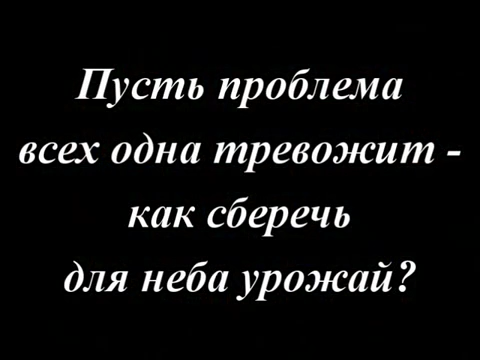 Пусть проблема
всех одна тревожит -
как сберечь
для неба урожай?